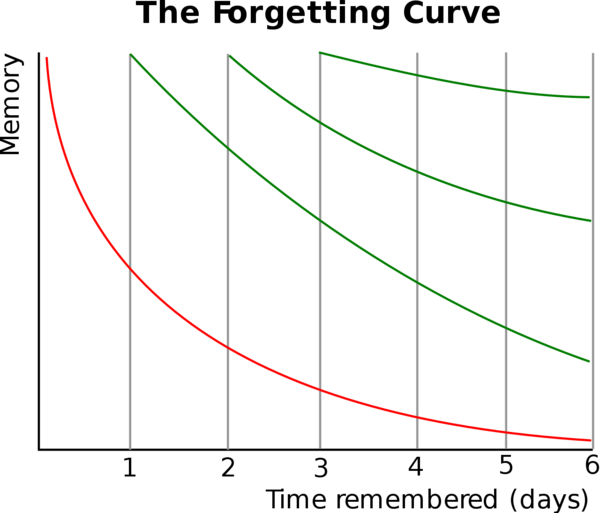 The Forgetting Curve
Memory
1 2 3 4 5 6
Time remembered (days)